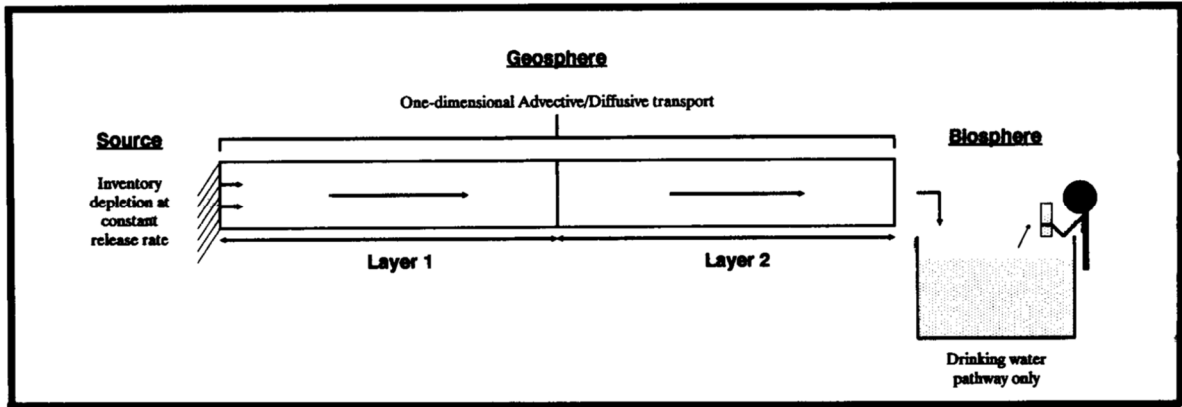 Geosphere
One-dimensional Advective/Diffusive transport
Source
Inventory
depletion at
constant
release rate
Layer 1
Layer 2
Biosphere
Drinking water
pathway only